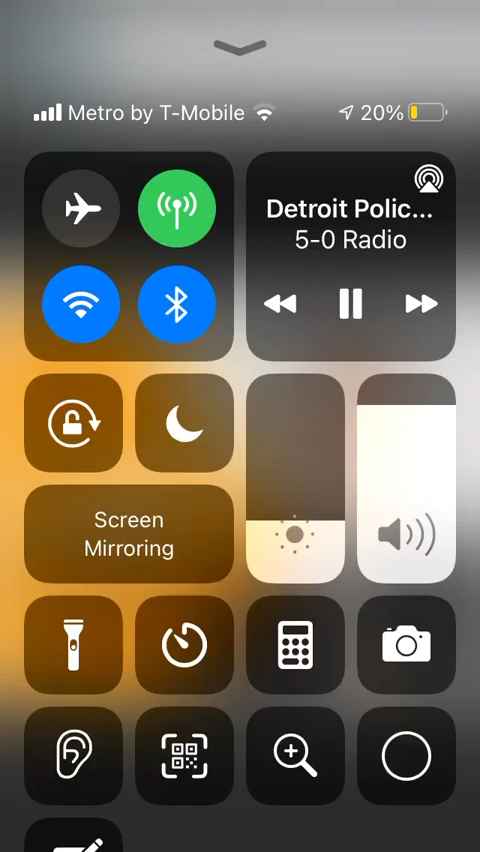 Metro by T-Mobile
20%
Detroit Polic...
5-0 Radio
Screen
Mirroring